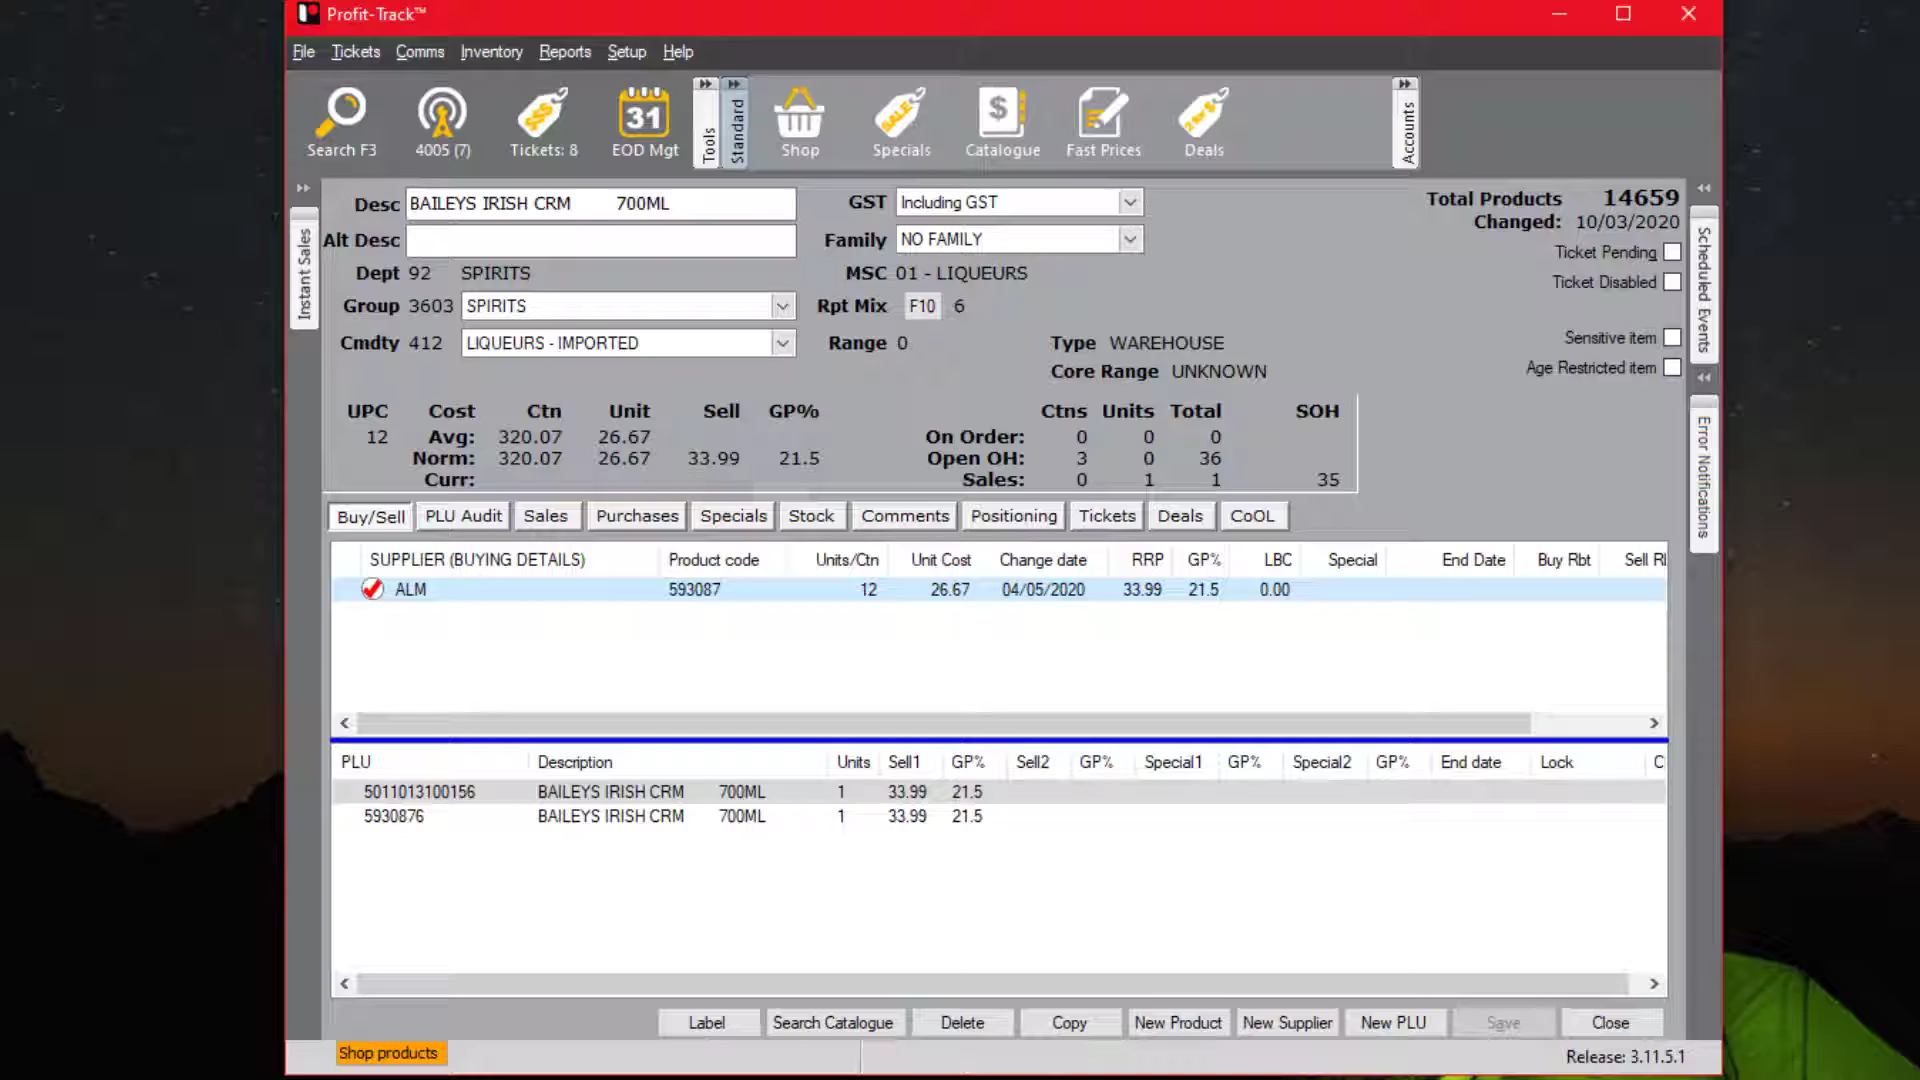 Profit-Track™
File Tickets Comms Inventory Reports Setup Help
Search F3 4005 (7) Tickets: 8 31 EOD Mgt Tools Standard Shop SALE Specials $ Catalogue Fast Prices Deals Accounts
Desc BAILEYS IRISH CRM 700ML GST Including GST Total Products 14659
Changed: 10/03/2020
Alt Desc Family NO FAMILY Ticket Pending
Dept 92 SPIRITS MSC 01 - LIQUEURS Ticket Disabled
Group 3603 SPIRITS Rpt Mix F10 6
Cmdty 412 LIQUEURS - IMPORTED Range 0 Type WAREHOUSE Sensitive item
Core Range UNKNOWN Age Restricted item
Instant Sales
Scheduled Events
Error Notifications
UPC Cost Ctn Unit Sell GP% Ctns Units Total SOH
12 Avg: 320.07 26.67 On Order: 0 0 0
Norm: 320.07 26.67 33.99 21.5 Open OH: 3 0 36
Curr: Sales: 0 1 1 35
Buy/Sell PLU Audit Sales Purchases Specials Stock Comments Positioning Tickets Deals CoOL
SUPPLIER (BUYING DETAILS) Product code Units/Ctn Unit Cost Change date RRP GP% LBC Special End Date Buy Rbt Sell R
ALM 593087 12 26.67 04/05/2020 33.99 21.5 0.00
PLU Description Units Sell1 GP% Sell2 GP% Special1 GP% Special2 GP% End date Lock C
5011013100156 BAILEYS IRISH CRM 700ML 1 33.99 21.5
5930876 BAILEYS IRISH CRM 700ML 1 33.99 21.5
Label Search Catalogue Delete Copy New Product New Supplier New PLU Save Close
Shop products Release: 3.11.5.1